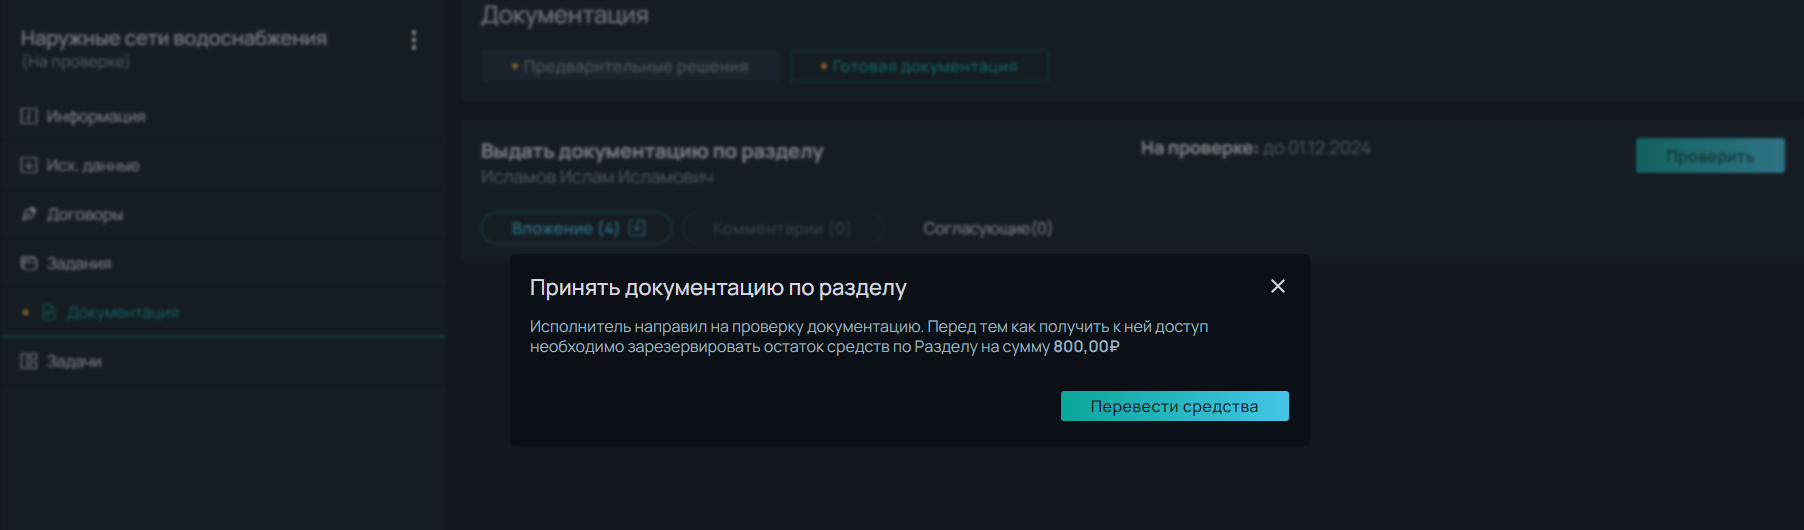 Документация
Наружные сети водоснабжения
(На проверке)
Предварительные решения
Готовая документация
Информация
Исх. данные
Договоры
Задания
Документация
Задачи
Выдать документацию по разделу
На проверке: до 01.12.2024
Проверить
Исламов Ислам Исламович
Вложение (4)
Комментарии (0)
Согласующие(0)
Принять документацию по разделу
Исполнитель направил на проверку документацию. Перед тем как получить к ней доступ
необходимо зарезервировать остаток средств по Разделу на сумму 800,00₽
Перевести средства